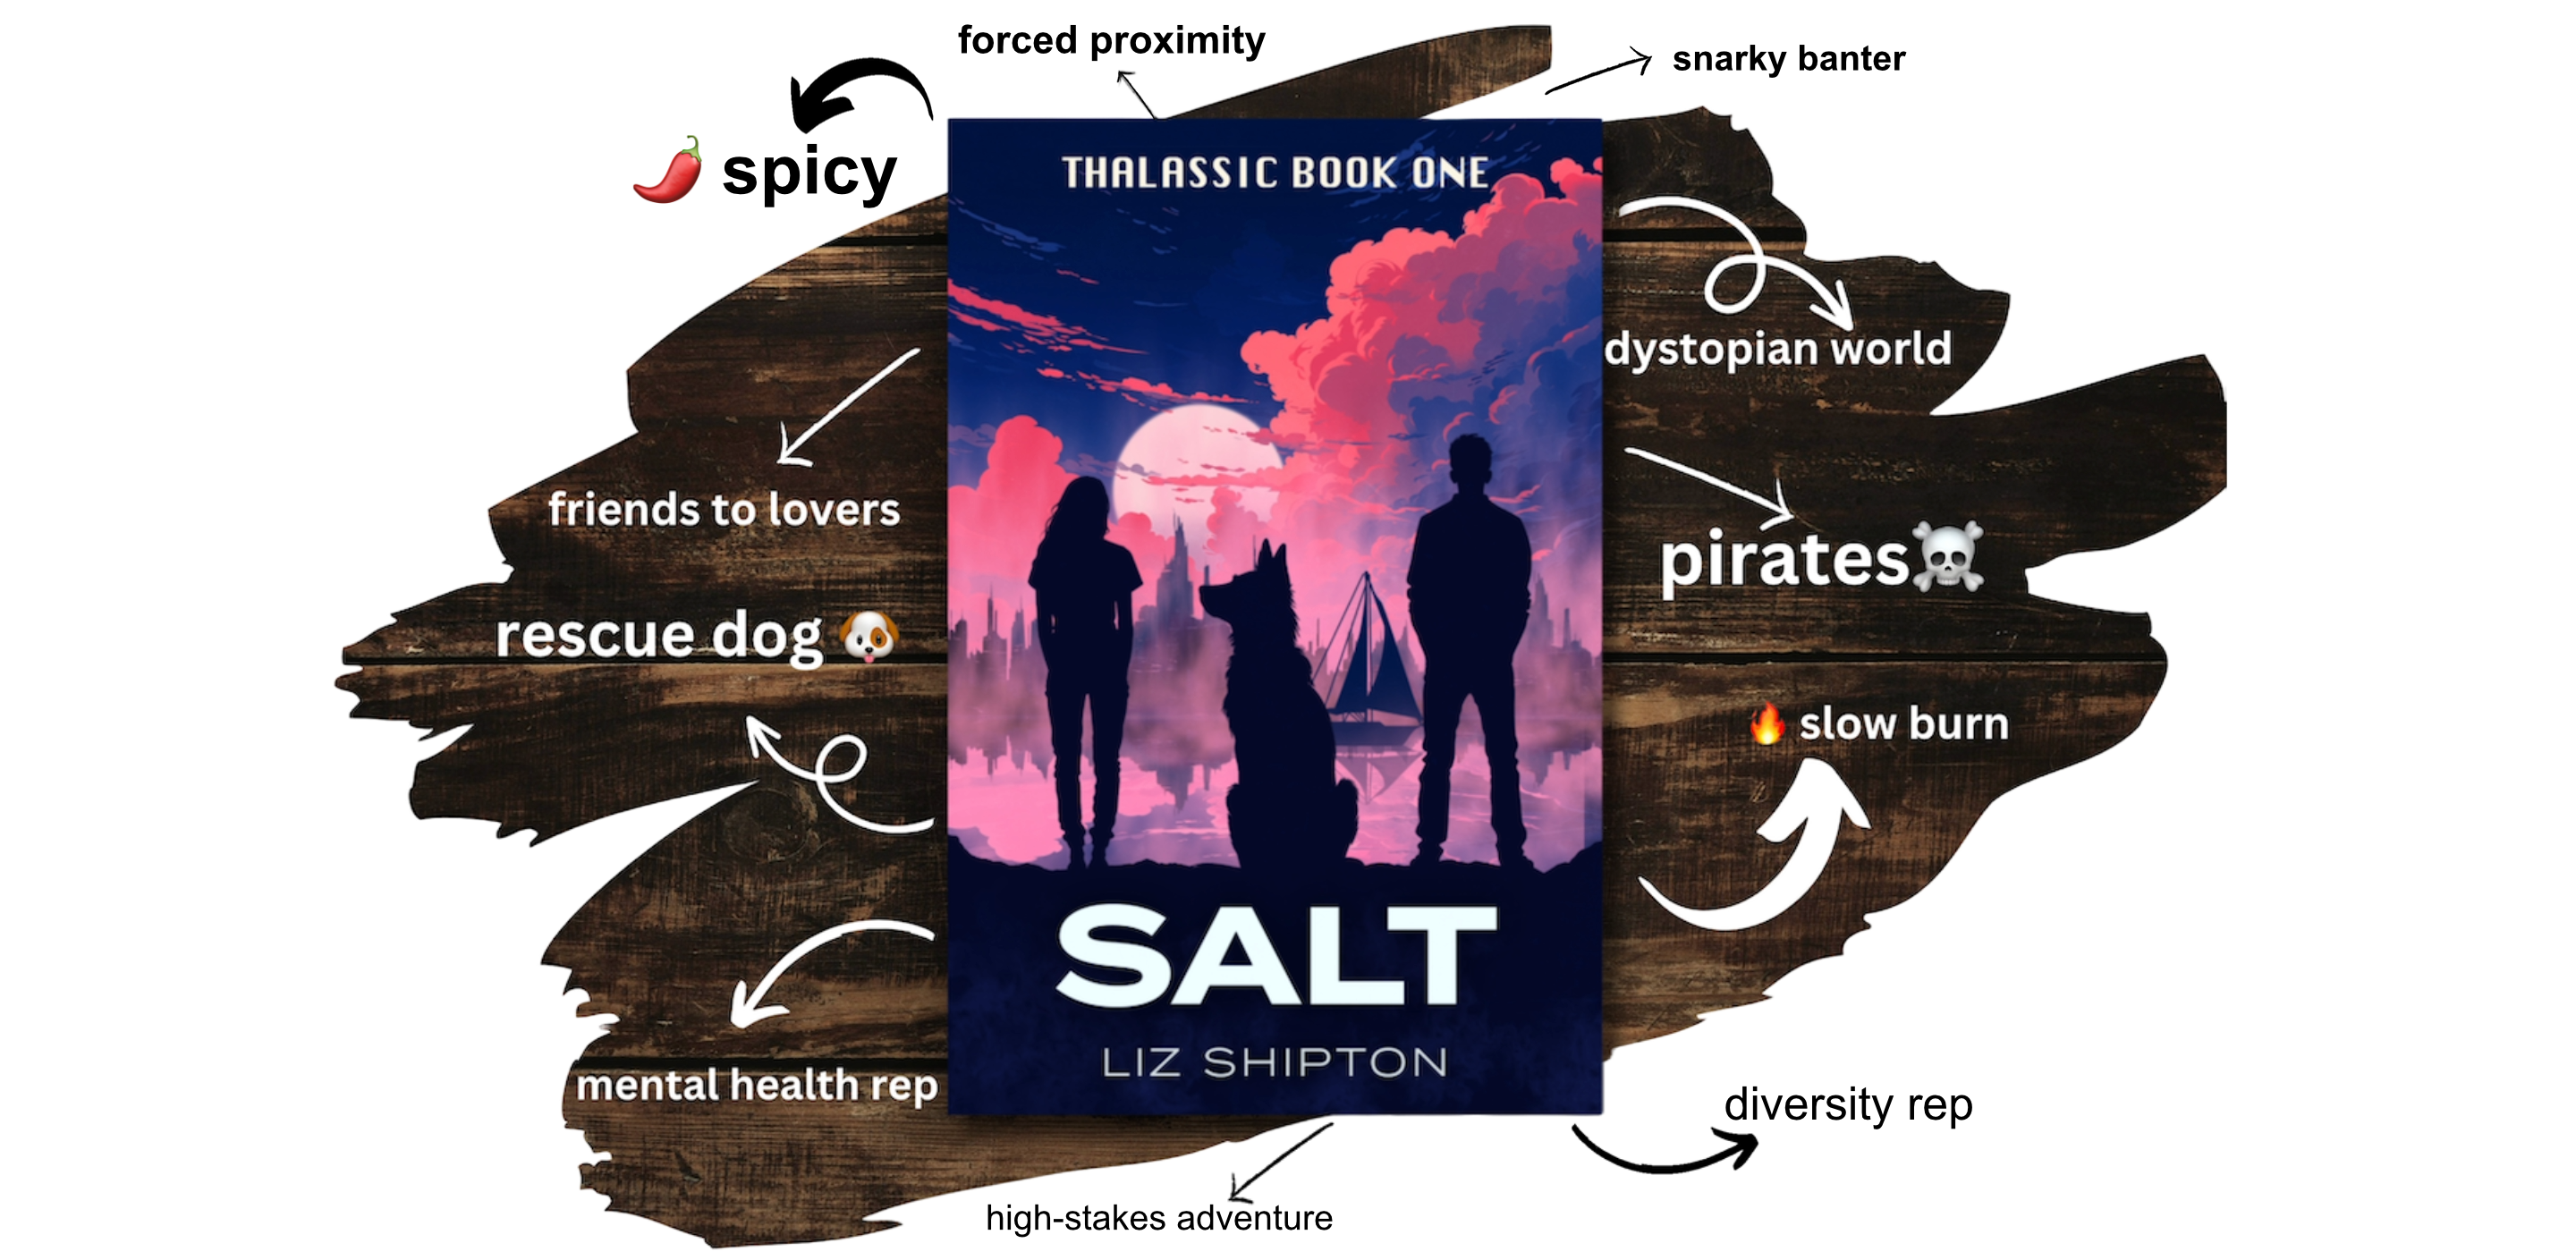 forced proximity
snarky banter
🌶️ spicy
THALASSIC BOOK ONE
dystopian world
friends to lovers
pirates☠️
rescue dog 🐶
🔥 slow burn
SALT
LIZ SHIPTON
mental health rep
diversity rep
high-stakes adventure